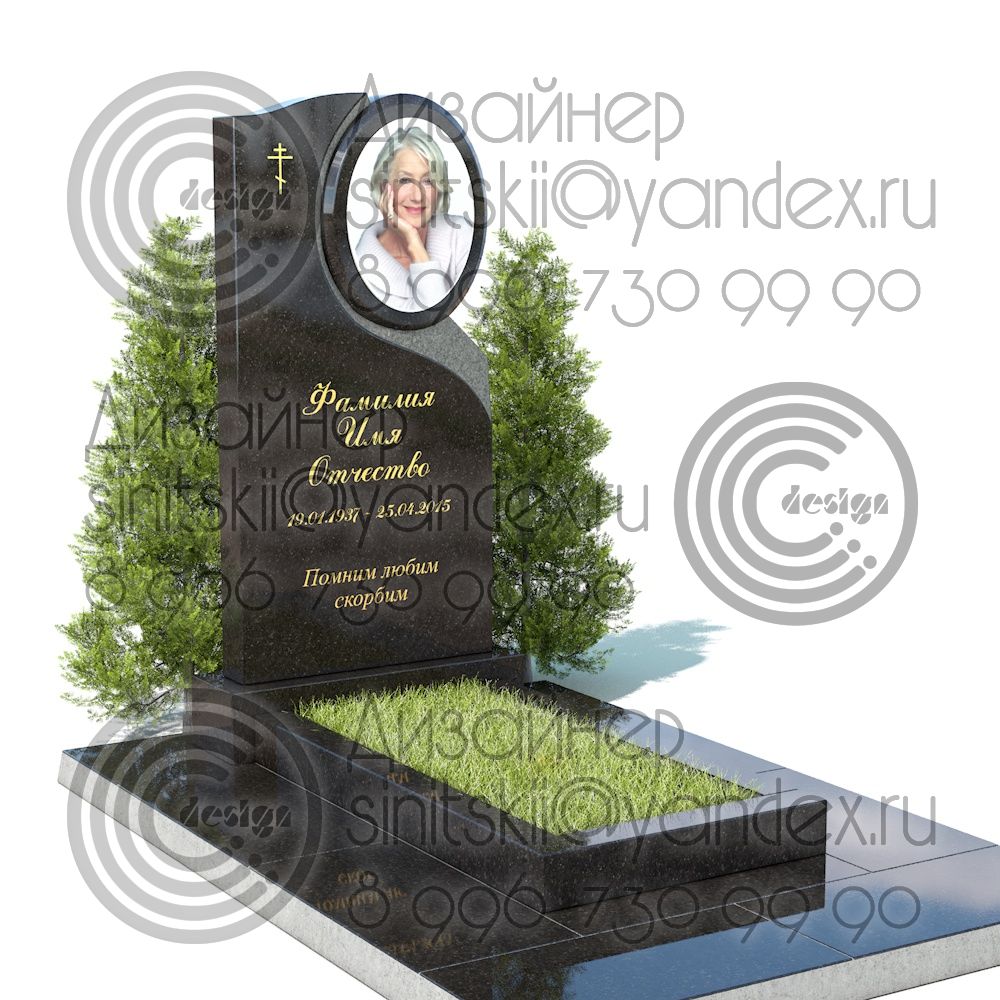 Дизайнер
sinitskii@yandex.ru
8 996 730 99 90
design
Фамилия
Имя
Отчество
19.01.1937 - 25.04.2015
Помним любим
скорбим
Дизайнер
sinitskii@yandex.ru
8 996 730 99 90
design
Дизайнер
sinitskii@yandex.ru
8 996 730 99 90
design